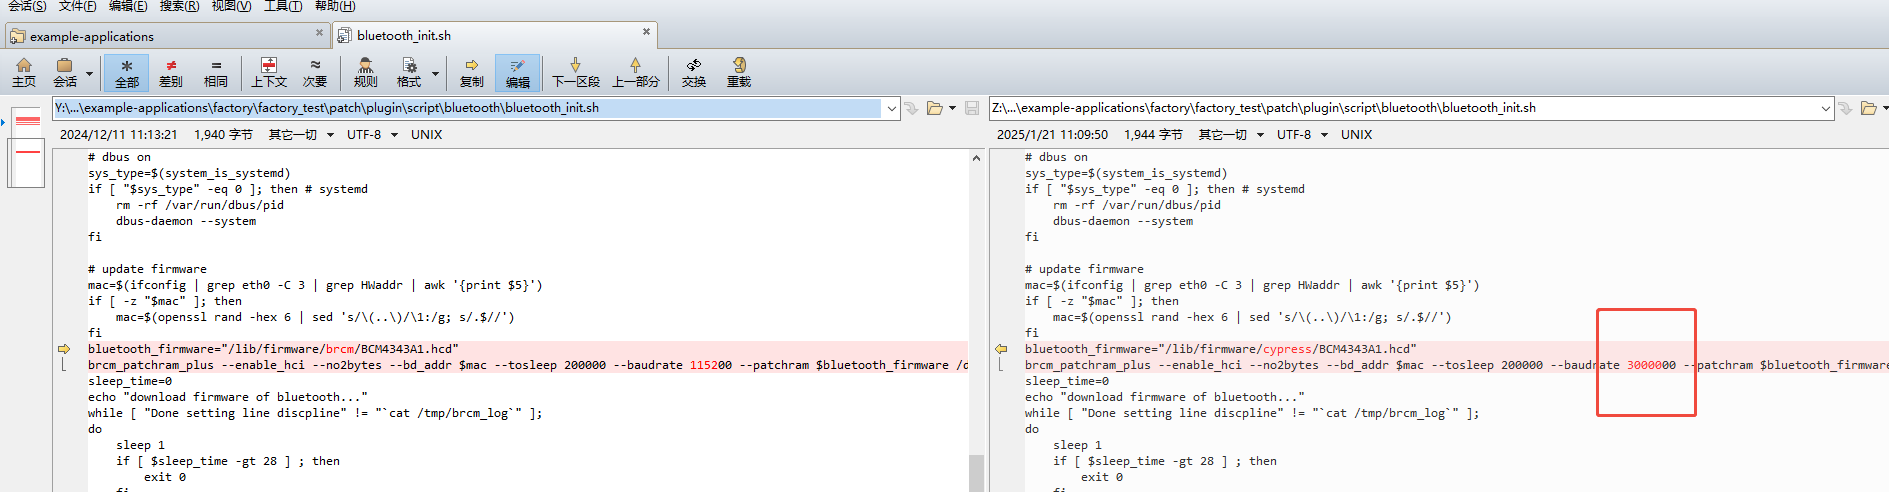 会话(S) 文件(F) 编辑(E) 搜索(R) 视图(V) 工具(T) 帮助(H)
example-applications × bluetooth_init.sh ×
主页 会话 全部 差别 相同 上下文 次要 规则 格式 复制 编辑 下一区段 上一部分 交换 重载
Y:\...\example-applications\factory\factory_test\patch\plugin\script\bluetooth\bluetooth_init.sh
2024/12/11 11:13:21 1,940 字节 其它一切 UTF-8 UNIX
# dbus on
sys_type=$(system_is_systemd)
if [ "$sys_type" -eq 0 ]; then # systemd
rm -rf /var/run/dbus/pid
dbus-daemon --system
fi
# update firmware
mac=$(ifconfig | grep eth0 -C 3 | grep HWaddr | awk '{print $5}')
if [ -z "$mac" ]; then
mac=$(openssl rand -hex 6 | sed 's/\(..\)/\1:/g; s/.$//')
fi
bluetooth_firmware="/lib/firmware/brcm/BCM4343A1.hcd"
brcm_patchram_plus --enable_hci --no2bytes --bd_addr $mac --tosleep 200000 --baudrate 115200 --patchram $bluetooth_firmware /d
sleep_time=0
echo "download firmware of bluetooth..."
while [ "Done setting line discpline" != "`cat /tmp/brcm_log`" ];
do
sleep 1
if [ $sleep_time -gt 28 ] ; then
exit 0
fi
Z:\...\example-applications\factory\factory_test\patch\plugin\script\bluetooth\bluetooth_init.sh
2025/1/21 11:09:50 1,944 字节 其它一切 UTF-8 UNIX
# dbus on
sys_type=$(system_is_systemd)
if [ "$sys_type" -eq 0 ]; then # systemd
rm -rf /var/run/dbus/pid
dbus-daemon --system
fi
# update firmware
mac=$(ifconfig | grep eth0 -C 3 | grep HWaddr | awk '{print $5}')
if [ -z "$mac" ]; then
mac=$(openssl rand -hex 6 | sed 's/\(..\)/\1:/g; s/.$//')
fi
bluetooth_firmware="/lib/firmware/cypress/BCM4343A1.hcd"
brcm_patchram_plus --enable_hci --no2bytes --bd_addr $mac --tosleep 200000 --baudrate 3000000 --patchram $bluetooth_firmware
sleep_time=0
echo "download firmware of bluetooth..."
while [ "Done setting line discpline" != "`cat /tmp/brcm_log`" ];
do
sleep 1
if [ $sleep_time -gt 28 ] ; then
exit 0
fi